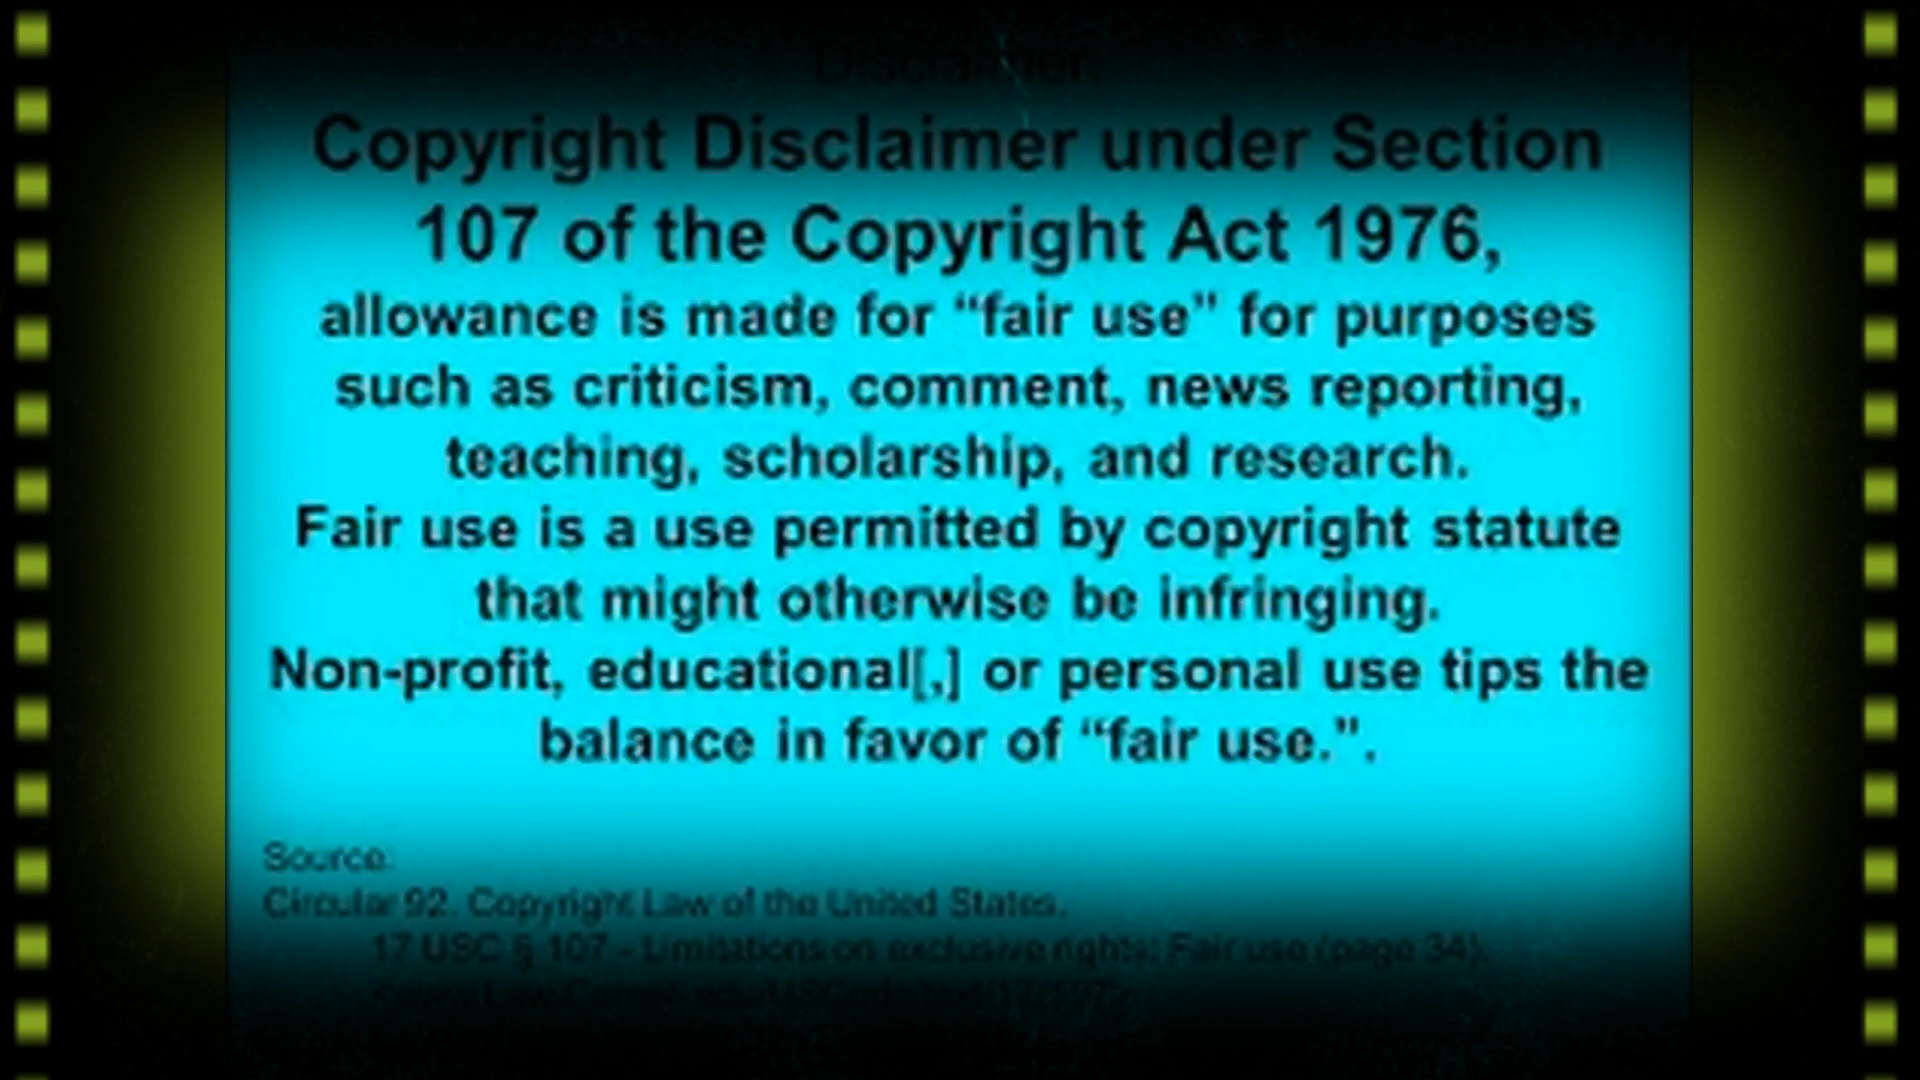 Disclaimer:
Copyright Disclaimer under Section
107 of the Copyright Act 1976,
allowance is made for “fair use” for purposes
such as criticism, comment, news reporting,
teaching, scholarship, and research.
Fair use is a use permitted by copyright statute
that might otherwise be infringing.
Non-profit, educational[,] or personal use tips the
balance in favor of “fair use.”.
Source:
Circular 92. Copyright Law of the United States.
17 USC § 107 - Limitations on exclusive rights: Fair use (page 34).